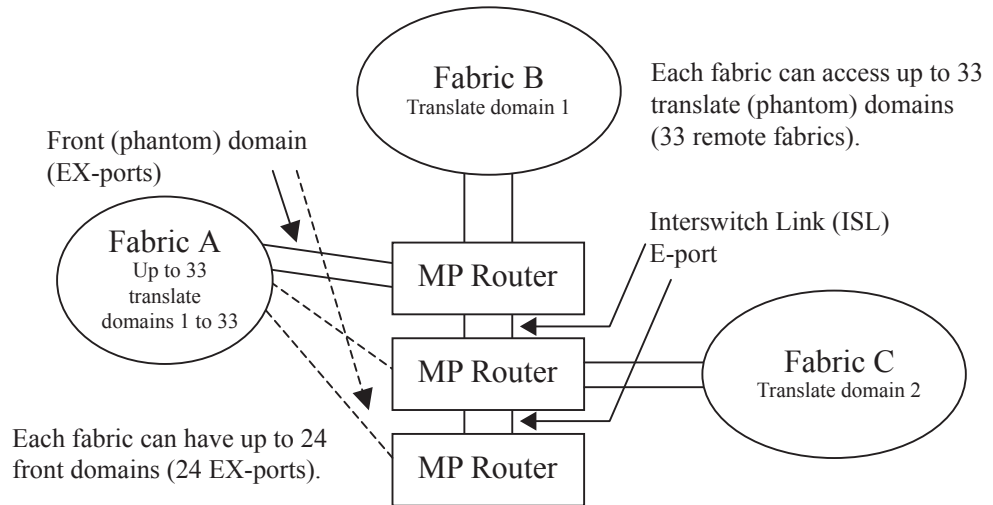 Fabric B
Translate domain 1
Each fabric can access up to 33
translate (phantom) domains
(33 remote fabrics).
Front (phantom) domain
(EX-ports)
Fabric A
Up to 33
translate
domains 1 to 33
Interswitch Link (ISL)
E-port
MP Router
MP Router
Fabric C
Translate domain 2
Each fabric can have up to 24
front domains (24 EX-ports).
MP Router